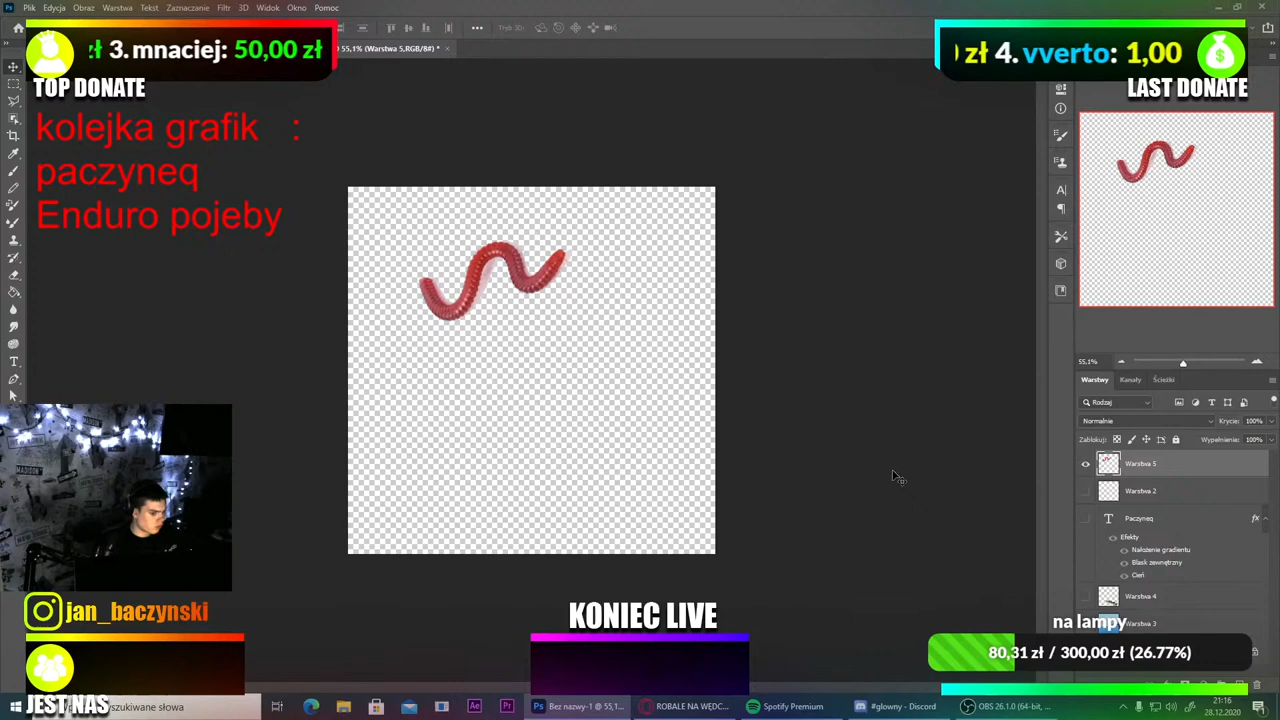 Plik Edycja Obraz Warstwa Tekst Zaznaczanie Filtr 3D Widok Okno Pomoc
Tryb 3D:
55,1% (Warstwa 5,RGB/8#) *
zł 3. mnaciej: 50,00 zł
zł 4. vverto: 1,00
TOP DONATE
LAST DONATE
kolejka grafik :
paczyneq
Enduro pojeby
55,1%
Warstwy Kanały Ścieżki
Rodzaj
Normalnie Krycie: 100%
Zablokuj: Wypełnienie: 100%
Warstwa 5
Warstwa 2
Paczyneq fx
Efekty
Nałożenie gradientu
Blask zewnętrzny
Cień
Warstwa 4
Warstwa 3
na lampy
80,31 zł / 300,00 zł (26.77%)
jan_baczynski
KONIEC LIVE
JEST NAS
szukiwane słowa
Bez nazwy-1 @ 55,1...
ROBALE NA WĘDC...
Spotify Premium
#glowny - Discord
OBS 26.1.0 (64-bit, ...
21:16
28.12.2020